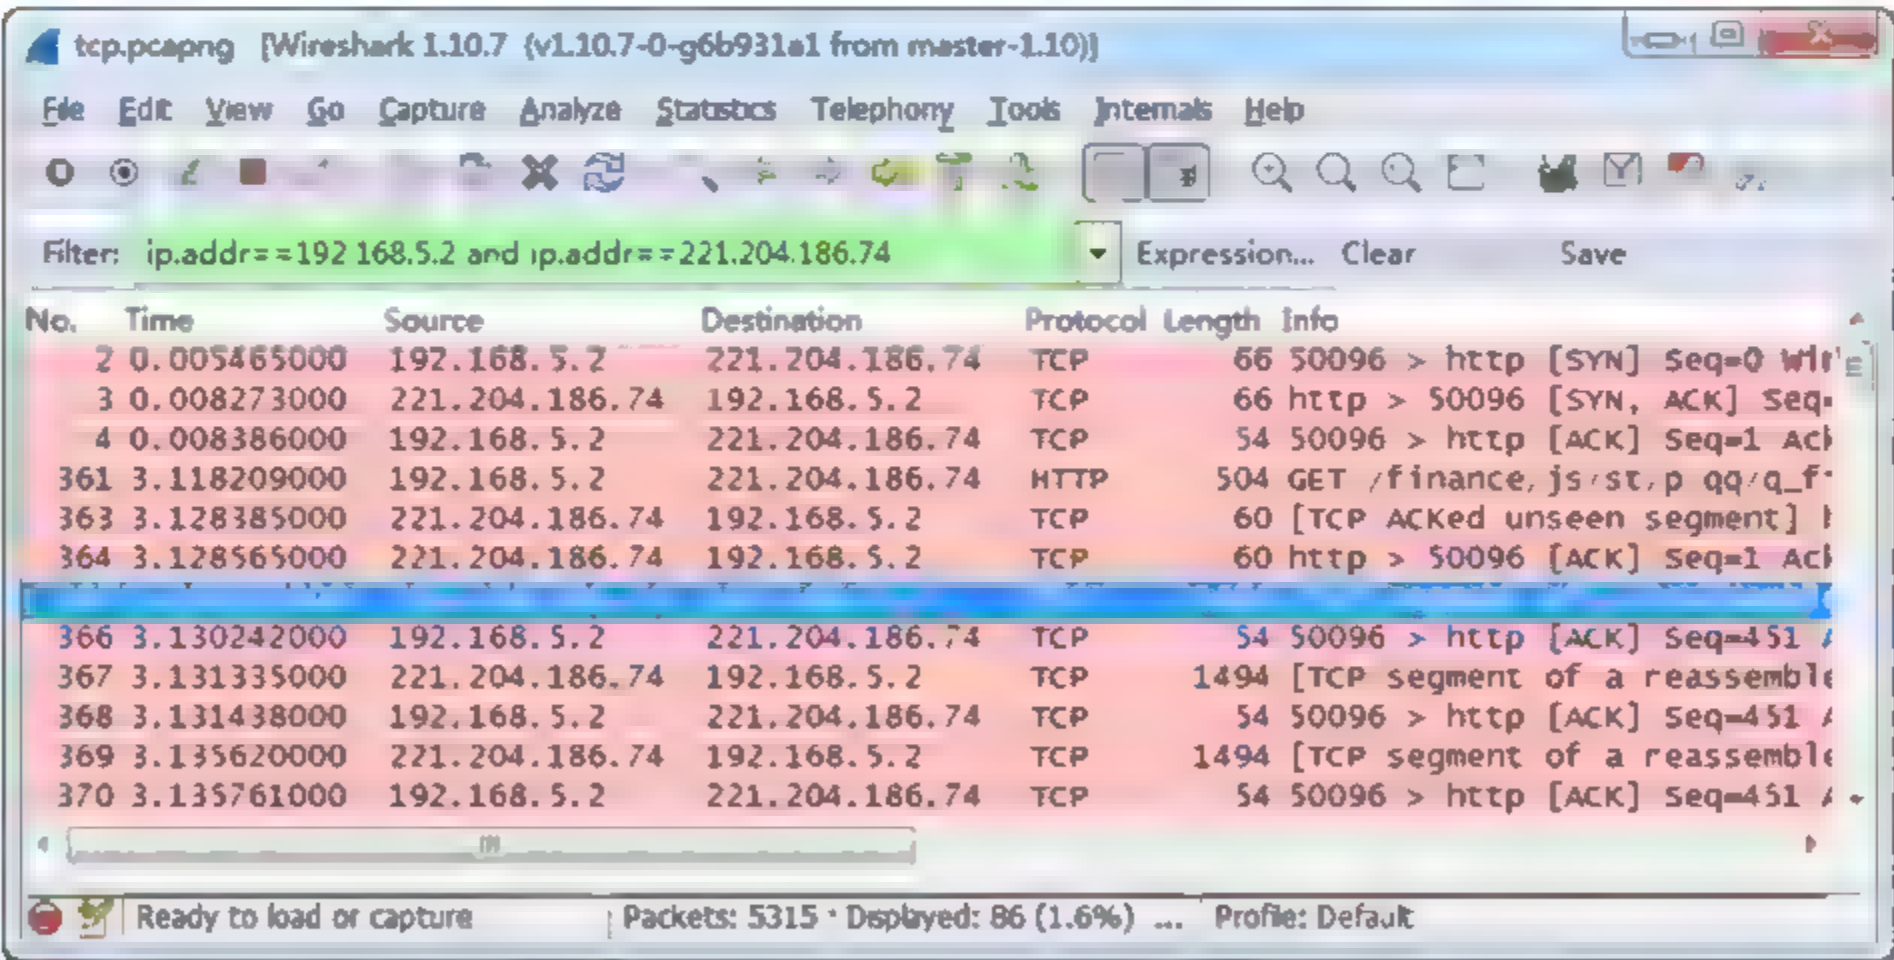 tcp.pcapng [Wireshark 1.10.7 (v1.10.7-0-g6b931a1 from master-1.10)]
File Edit View Go Capture Analyze Statistics Telephony Tools Internals Help
Filter: ip.addr==192.168.5.2 and ip.addr==221.204.186.74 Expression... Clear Save
No. Time Source Destination Protocol Length Info
2 0.005465000 192.168.5.2 221.204.186.74 TCP 66 50096 > http [SYN] Seq=0 Win
3 0.008273000 221.204.186.74 192.168.5.2 TCP 66 http > 50096 [SYN, ACK] Seq=
4 0.008386000 192.168.5.2 221.204.186.74 TCP 54 50096 > http [ACK] Seq=1 Ack
361 3.118209000 192.168.5.2 221.204.186.74 HTTP 504 GET /finance/js/st
363 3.128385000 221.204.186.74 192.168.5.2 TCP 60 [TCP ACKed unseen segment]
364 3.128565000 221.204.186.74 192.168.5.2 TCP 60 http > 50096 [ACK] Seq=1 Ack
366 3.130242000 192.168.5.2 221.204.186.74 TCP 54 50096 > http [ACK] Seq=451
367 3.131335000 221.204.186.74 192.168.5.2 TCP 1494 [TCP segment of a reassemble
368 3.131438000 192.168.5.2 221.204.186.74 TCP 54 50096 > http [ACK] Seq=451
369 3.135620000 221.204.186.74 192.168.5.2 TCP 1494 [TCP segment of a reassemble
370 3.135761000 192.168.5.2 221.204.186.74 TCP 54 50096 > http [ACK] Seq=451
Ready to load or capture Packets: 5315 · Displayed: 86 (1.6%) ... Profile: Default